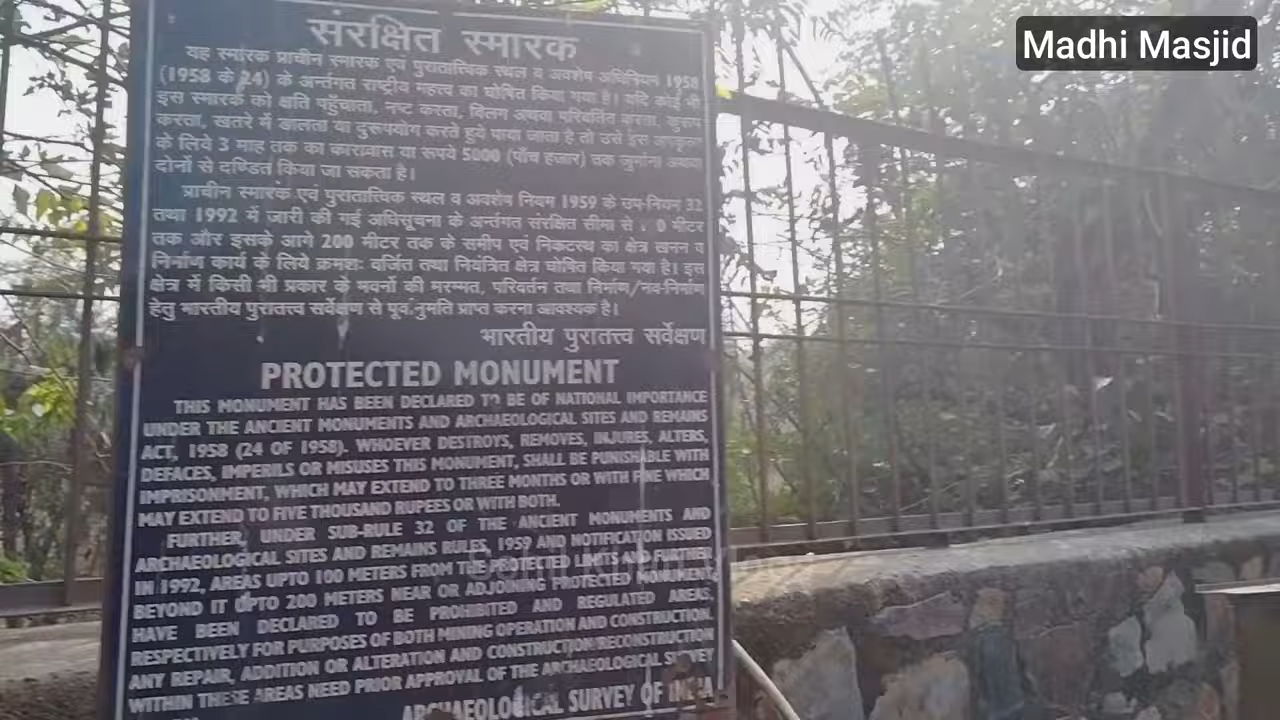 Madhi Masjid
संरक्षित स्मारक
यह स्मारक प्राचीन स्मारक एवं पुरातात्विक स्थल व अवशेष अधिनियम 1958
(1958 के 24) के अर्न्तगत राष्ट्रीय महत्त्व का घोषित किया गया है। यदि कोई भी
इस स्मारक को क्षति पहुंचाता, नष्ट करता, विलग अथवा परिवर्तित करता, कुरूप
करता, खतरे में डालता या दुरूपयोग करते हुये पाया जाता है तो उसे इस अपकृत्य
के लिये 3 माह तक का कारावास या रूपये 5000 (पाँच हजार) तक जुर्माना अथवा
दोनों से दण्डित किया जा सकता है।
प्राचीन स्मारक एवं पुरातात्विक स्थल व अवशेष नियम 1959 के उप-नियम 32
तथा 1992 में जारी की गई अधिसूचना के अर्न्तगत संरक्षित सीमा से 0 मीटर
तक और इसके आगे 200 मीटर तक के समीप एवं निकटस्थ का क्षेत्र खनन व
निर्माण कार्य के लिये क्रमशः वर्जित तथा नियंत्रित क्षेत्र घोषित किया गया है। इस
क्षेत्र में किसी भी प्रकार के भवनों की मरम्मत, परिवर्तन तथा निर्माण/नव-निर्माण
हेतु भारतीय पुरातत्त्व सर्वेक्षण से पूर्वानुमति प्राप्त करना आवश्यक है।
भारतीय पुरातत्त्व सर्वेक्षण
PROTECTED MONUMENT
THIS MONUMENT HAS BEEN DECLARED TO BE OF NATIONAL IMPORTANCE
UNDER THE ANCIENT MONUMENTS AND ARCHAEOLOGICAL SITES AND REMAINS
ACT, 1958 (24 OF 1958). WHOEVER DESTROYS, REMOVES, INJURES, ALTERS,
DEFACES, IMPERILS OR MISUSES THIS MONUMENT, SHALL BE PUNISHABLE WITH
IMPRISONMENT, WHICH MAY EXTEND TO THREE MONTHS OR WITH FINE WHICH
MAY EXTEND TO FIVE THOUSAND RUPEES OR WITH BOTH.
FURTHER, UNDER SUB-RULE 32 OF THE ANCIENT MONUMENTS AND
ARCHAEOLOGICAL SITES AND REMAINS RULES, 1959 AND NOTIFICATION ISSUED
IN 1992, AREAS UPTO 100 METERS FROM THE PROTECTED LIMITS AND FURTHER
BEYOND IT UPTO 200 METERS NEAR OR ADJOINING PROTECTED MONUMENTS
HAVE BEEN DECLARED TO BE PROHIBITED AND REGULATED AREAS,
RESPECTIVELY FOR PURPOSES OF BOTH MINING OPERATION AND CONSTRUCTION.
ANY REPAIR, ADDITION OR ALTERATION AND CONSTRUCTION/RECONSTRUCTION
WITHIN THESE AREAS NEED PRIOR APPROVAL OF THE ARCHAEOLOGICAL SURVEY
ARCHAEOLOGICAL SURVEY OF INDIA